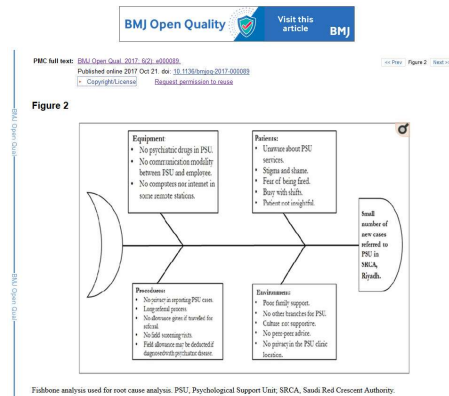 BMJ Open Quality
Visit this
article
BMJ
PMC full text: BMJ Open Qual. 2017; 6(2): e000089.
Published online 2017 Oct 21. doi: 10.1136/bmjoq-2017-000089
Copyright/License Request permission to reuse
<< Prev Figure 2 Next >>
Figure 2
BMJ Open Qual
BMJ Open Qual
Equipment
• No psychiatric drugs in PSU.
• No communication modality
between PSU and employee.
• No computers nor internet in
some remote stations.
Patients:
• Unaware about PSU
services.
• Stigma and shame.
• Fear of being fired.
• Busy with shifts.
• Patient not insightful.
Small
number of
new cases
referred to
PSU in
SRCA,
Riyadh.
Procedures:
• No privacy in reporting PSU cases.
• Long referral process.
• No allowance given if travelled for
referral.
• No field screening visits.
• Field allowance may be deducted if
diagnosed with psychiatric disease.
Environment:
• Poor family support.
• No other branches for PSU.
• Culture not supportive.
• No peer-peer advice.
• No privacy in the PSU clinic
location.
Fishbone analysis used for root cause analysis. PSU, Psychological Support Unit; SRCA, Saudi Red Crescent Authority.